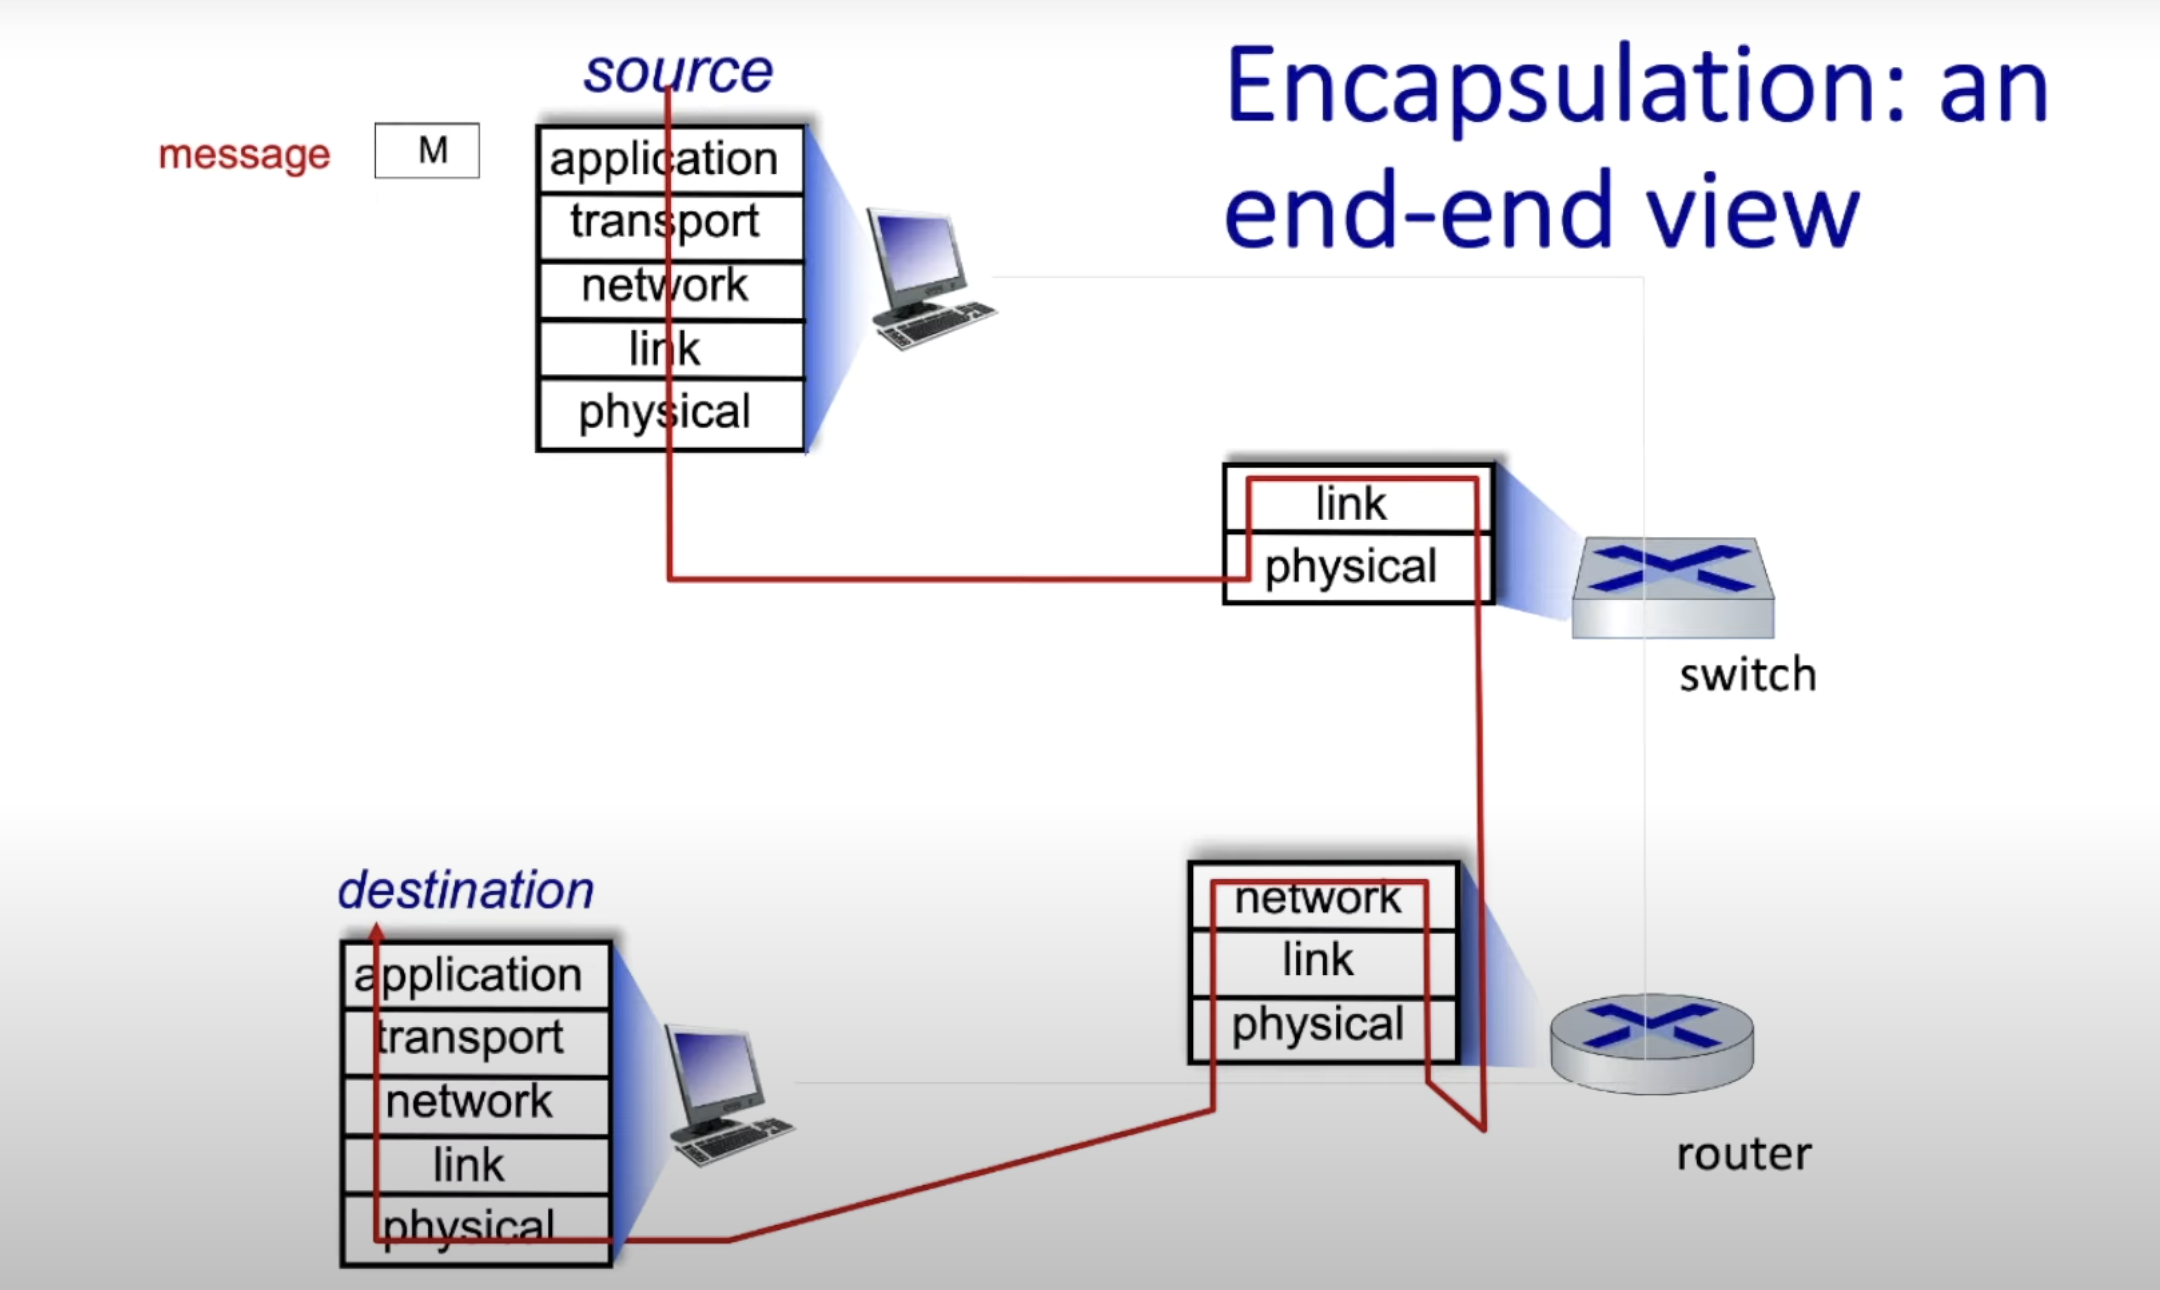 source
Encapsulation: an
end-end view
message
M
application
transport
network
link
physical
link
physical
switch
destination
application
transport
network
link
physical
network
link
physical
router